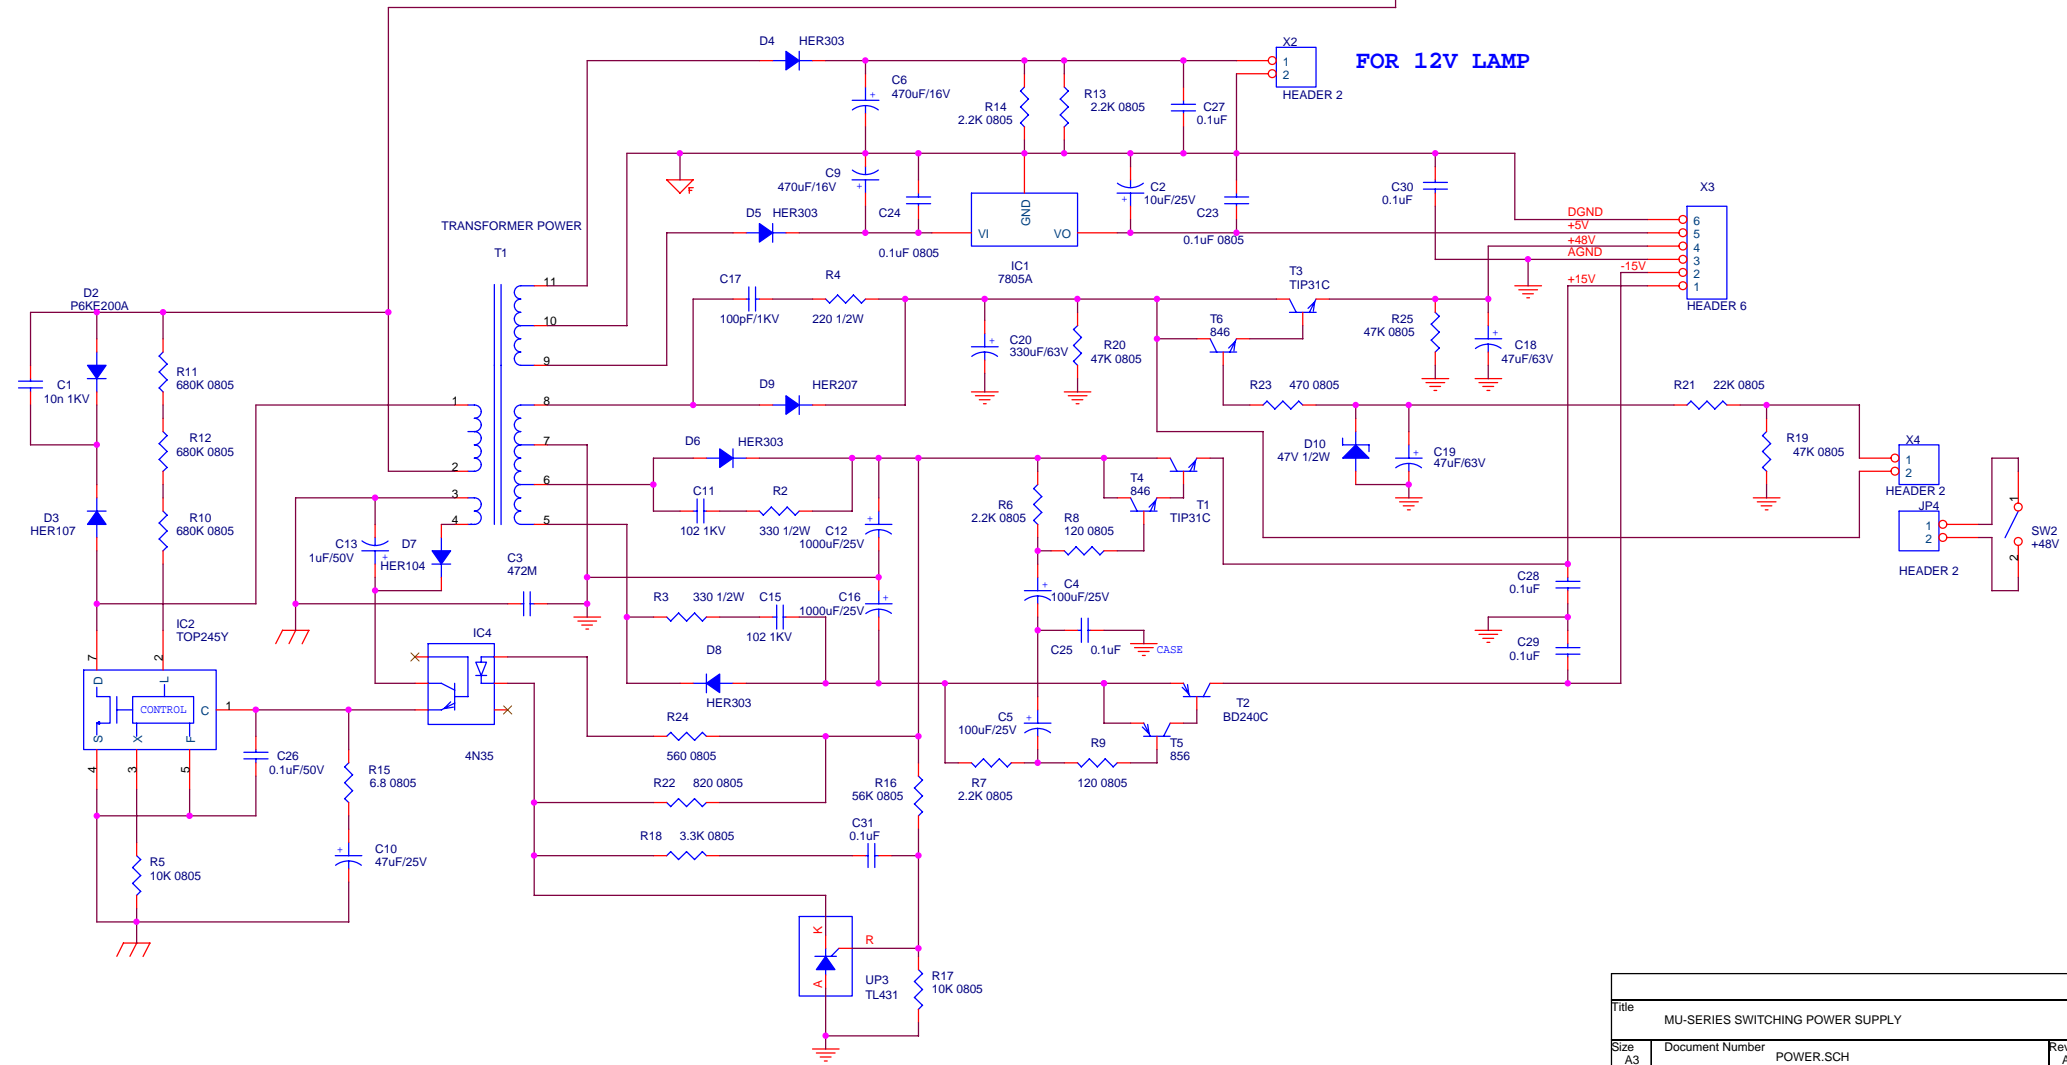 D4 HER303
C6
470uF/16V
R14
2.2K 0805
R13
2.2K 0805
C27
0.1uF
X2
1
2
HEADER 2
FOR 12V LAMP
F
C9
470uF/16V
D5 HER303
C24
0.1uF 0805
GND
VI
VO
IC1
7805A
C2
10uF/25V
C23
0.1uF 0805
C30
0.1uF
X3
DGND
+5V
+48V
AGND
-15V
+15V
6
5
4
3
2
1
HEADER 6
TRANSFORMER POWER
T1
11
10
9
8
7
6
5
1
2
3
4
D2
P6KE200A
C1
10n 1KV
R11
680K 0805
R12
680K 0805
R10
680K 0805
D3
HER107
C17
100pF/1KV
R4
220 1/2W
D9 HER207
C20
330uF/63V
R20
47K 0805
T3
TIP31C
T6
846
R25
47K 0805
C18
47uF/63V
R23 470 0805
D10
47V 1/2W
C19
47uF/63V
R21 22K 0805
R19
47K 0805
X4
1
2
HEADER 2
JP4
1
2
HEADER 2
1
2
SW2
+48V
D6 HER303
C11
102 1KV
R2
330 1/2W
C12
1000uF/25V
R6
2.2K 0805
R8
120 0805
T4
846
T1
TIP31C
C13
1uF/50V
D7
HER104
C3
472M
R3 330 1/2W
C15
102 1KV
C16
1000uF/25V
C4
100uF/25V
C25 0.1uF
CASE
C28
0.1uF
C29
0.1uF
IC2
TOP245Y
7
2
D
L
CONTROL
C
1
S
X
F
4
3
5
IC4
4N35
D8
HER303
R24
560 0805
R22 820 0805
R18 3.3K 0805
C31
0.1uF
R16
56K 0805
C5
100uF/25V
R7
2.2K 0805
R9
120 0805
T5
856
T2
BD240C
C26
0.1uF/50V
R15
6.8 0805
C10
47uF/25V
R5
10K 0805
K
R
A
UP3
TL431
R17
10K 0805
Title
MU-SERIES SWITCHING POWER SUPPLY
Size
A3
Document Number
POWER.SCH
Rev
A